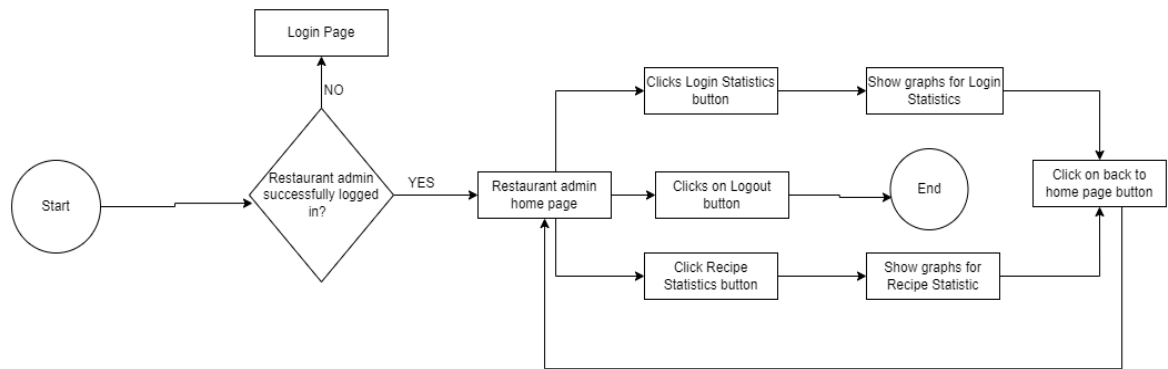 Login Page
NO
Start
Restaurant admin
successfully logged
in?
YES
Restaurant admin
home page
Clicks Login Statistics
button
Show graphs for Login
Statistics
Clicks on Logout
button
End
Click on back to
home page button
Click Recipe
Statistics button
Show graphs for
Recipe Statistic